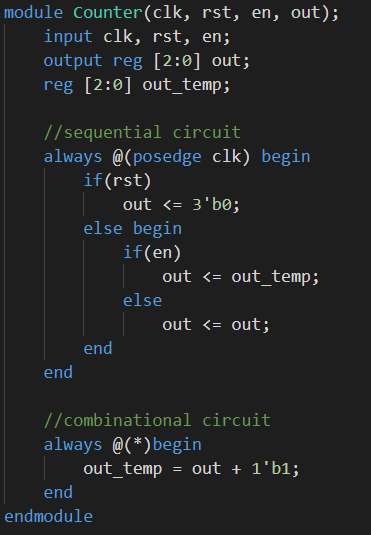 module Counter(clk, rst, en, out);
    input clk, rst, en;
    output reg [2:0] out;
    reg [2:0] out_temp;

    //sequential circuit
    always @(posedge clk) begin
        if(rst)
            out <= 3'b0;
        else begin
            if(en)
                out <= out_temp;
            else
                out <= out;
        end
    end

    //combinational circuit
    always @(*)begin
        out_temp = out + 1'b1;
    end
endmodule